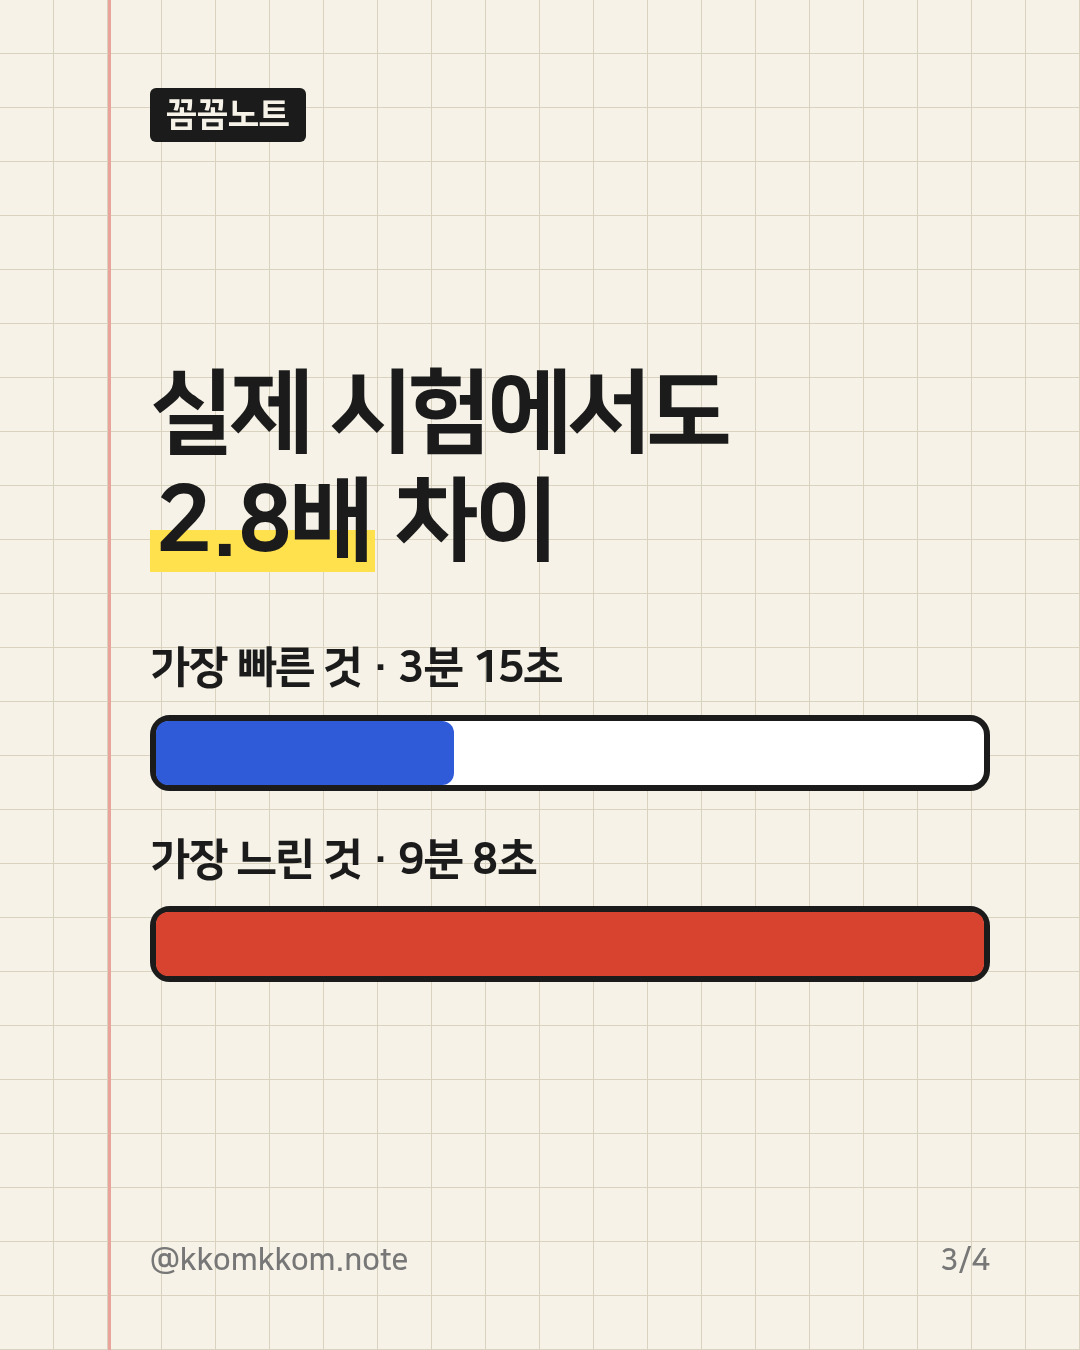 꼼꼼노트
실제 시험에서도
2.8배 차이
가장 빠른 것 · 3분 15초
가장 느린 것 · 9분 8초
@kkomkkom.note
3/4